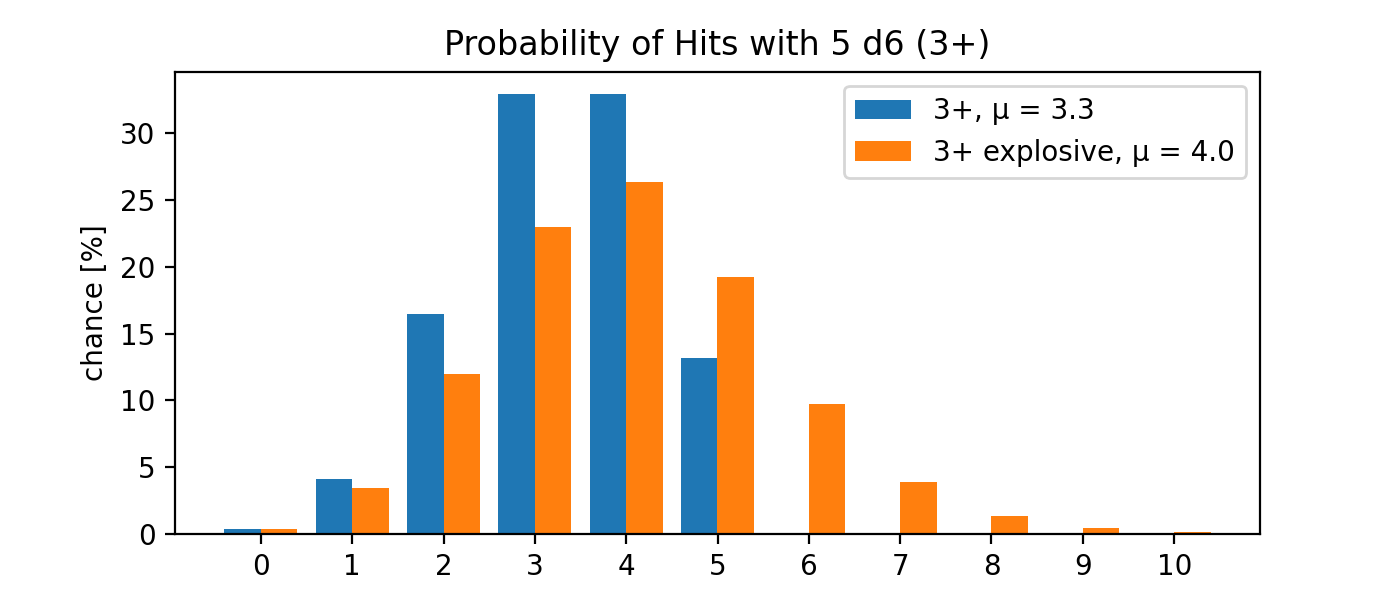 Probability of Hits with 5 d6 (3+)
3+, μ = 3.3
3+ explosive, μ = 4.0
chance [%]
30
25
20
15
10
5
0
0 1 2 3 4 5 6 7 8 9 10